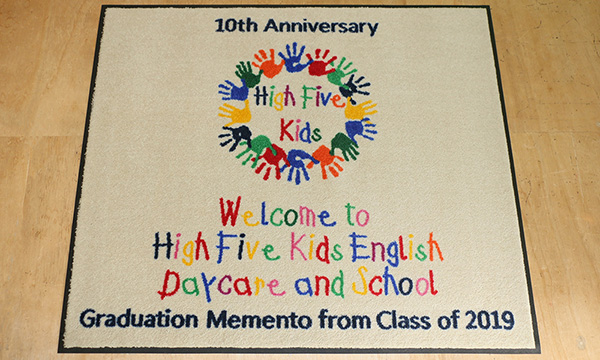 10th Anniversary
High Five
Kids
Welcome to
High Five Kids English
Daycare and School
Graduation Memento from Class of 2019